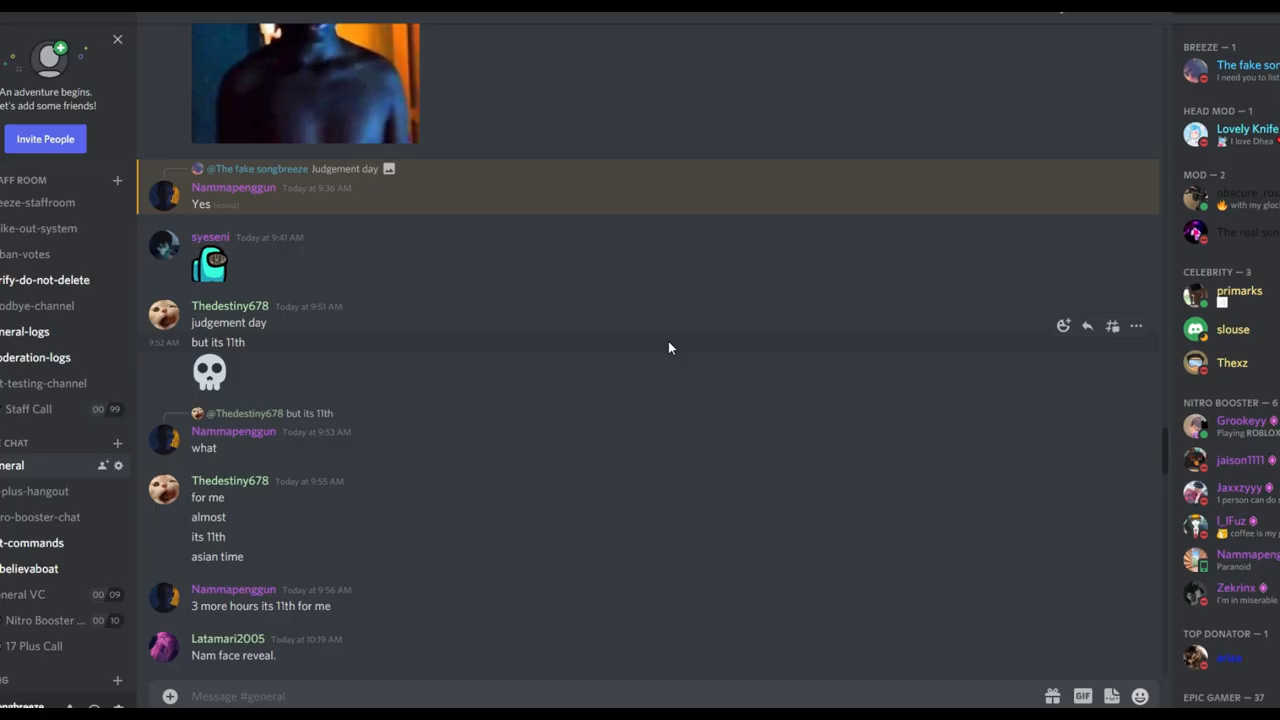 An adventure begins.
Let's add some friends!
Invite People
AFF ROOM
eeze-staffroom
ike-out-system
ban-votes
rify-do-not-delete
odbye-channel
neral-logs
oderation-logs
t-testing-channel
Staff Call 00 99
E CHAT
neral
-plus-hangout
ro-booster-chat
t-commands
believaboat
neral VC 00 09
Nitro Booster ... 00 10
17 Plus Call
NG
ngbreeze
@The fake songbreeze Judgement day
Nammapenggun Today at 9:36 AM
Yes (edited)
syeseni Today at 9:41 AM
Thedestiny678 Today at 9:51 AM
judgement day
9:52 AM but its 11th
@Thedestiny678 but its 11th
Nammapenggun Today at 9:53 AM
what
Thedestiny678 Today at 9:55 AM
for me
almost
its 11th
asian time
Nammapenggun Today at 9:56 AM
3 more hours its 11th for me
Latamari2005 Today at 10:19 AM
Nam face reveal.
Message #general
GIF
BREEZE — 1
The fake son
I need you to list
HEAD MOD — 1
Lovely Knife
I love Dhea
MOD — 2
obscure_ros
with my gloc
The real son
CELEBRITY — 3
primarks
slouse
Thexz
NITRO BOOSTER — 6
Grookeyy
Playing ROBLOX
jaison1111
Jaxxzyyy
1 person can do s
I_IFuz
coffee is my
Nammapeng
Paranoid
Zekrinx
I'm in miserable
TOP DONATOR — 1
EPIC GAMER — 37